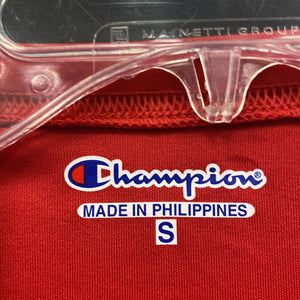 MAINETTI GROUP
Champion®
MADE IN PHILIPPINES
S